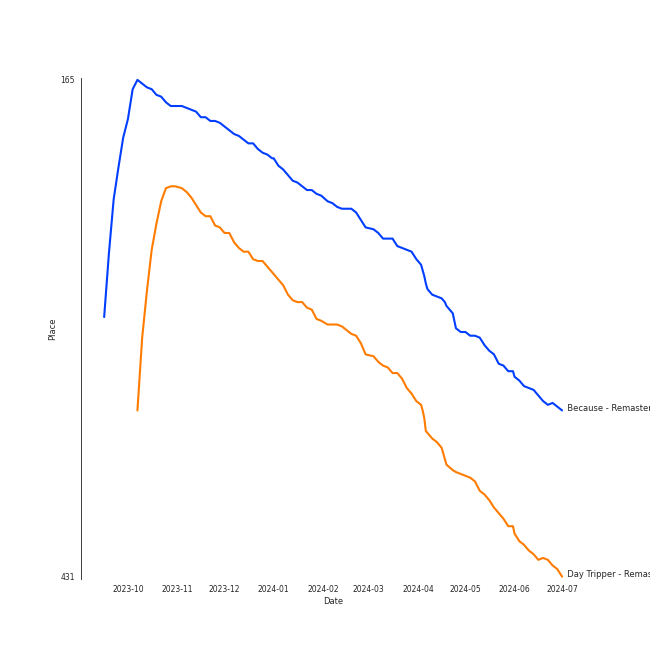 165
Place
Because - Remaster
Day Tripper - Remas
431
2023-10 2023-11 2023-12 2024-01 2024-02 2024-03 2024-04 2024-05 2024-06 2024-07
Date